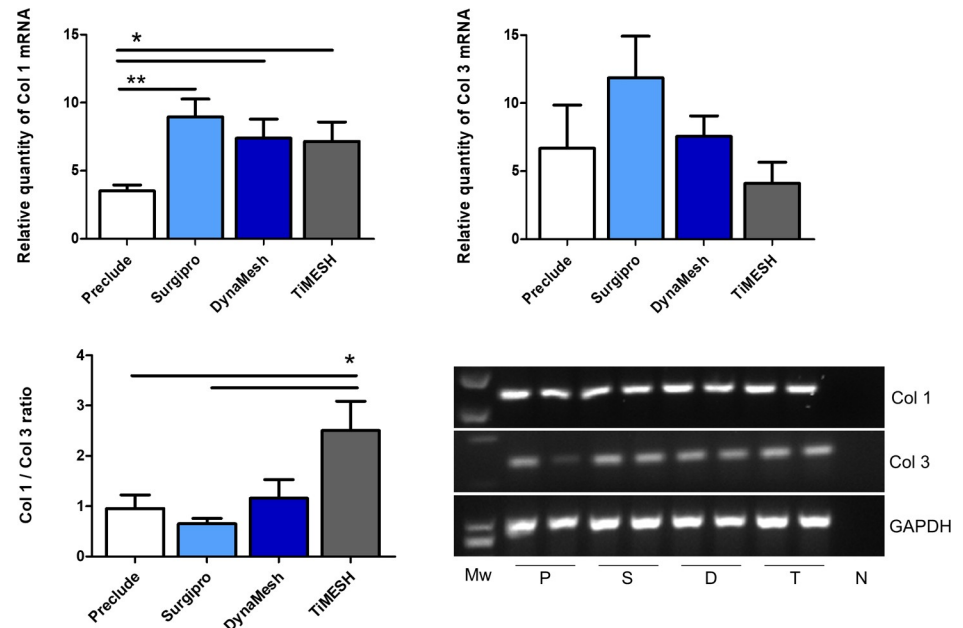 Relative quantity of Col 1 mRNA
15
10
5
0
*
**
Preclude
Surgipro
DynaMesh
TiMESH
Relative quantity of Col 3 mRNA
15
10
5
0
Preclude
Surgipro
DynaMesh
TiMESH
Col 1 / Col 3 ratio
4
3
2
1
0
*
Preclude
Surgipro
DynaMesh
TiMESH
Col 1
Col 3
GAPDH
Mw P S D T N